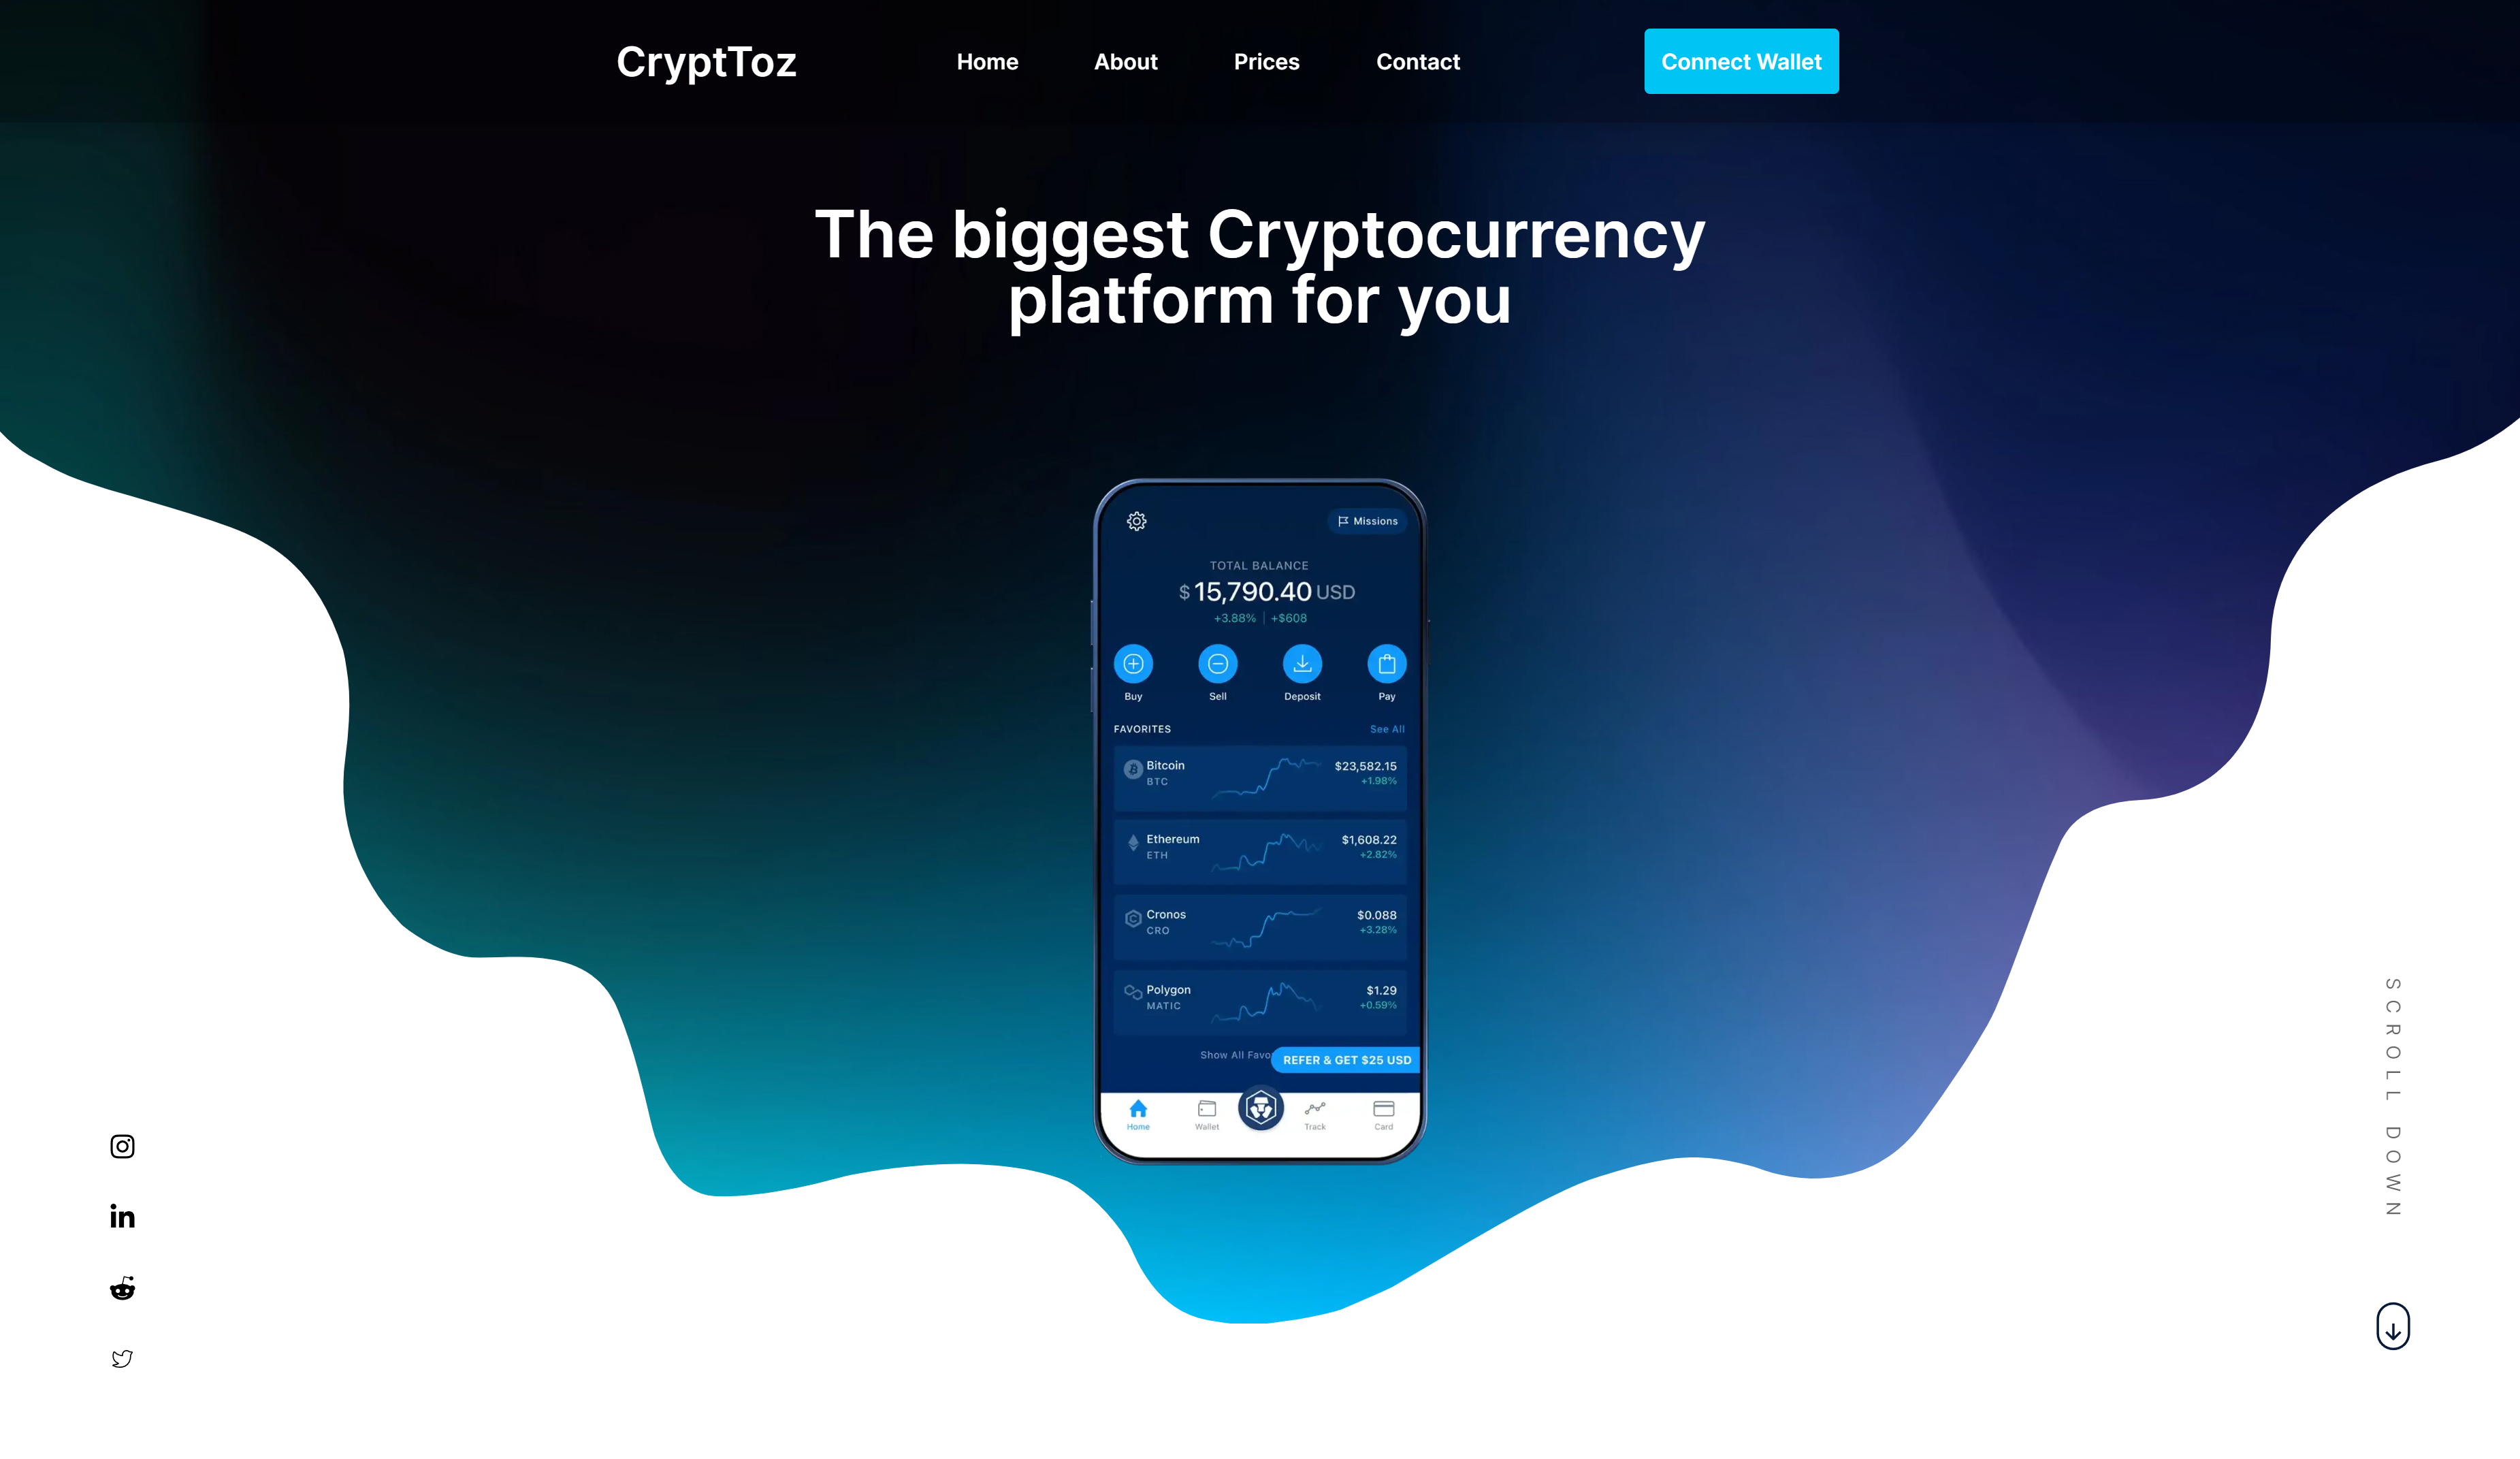 CryptToz
Home
About
Prices
Contact
Connect Wallet
The biggest Cryptocurrency
platform for you
Missions
TOTAL BALANCE
$ 15,790.40 USD
+3.88% | +$608
Buy
Sell
Deposit
Pay
FAVORITES
See All
Bitcoin
$23,582.15
BTC
+1.98%
Ethereum
$1,608.22
ETH
+2.82%
Cronos
$0.088
CRO
+3.28%
Polygon
$1.29
MATIC
+0.59%
Show All Favo
REFER & GET $25 USD
Home
Wallet
Track
Card
SCROLL DOWN
in